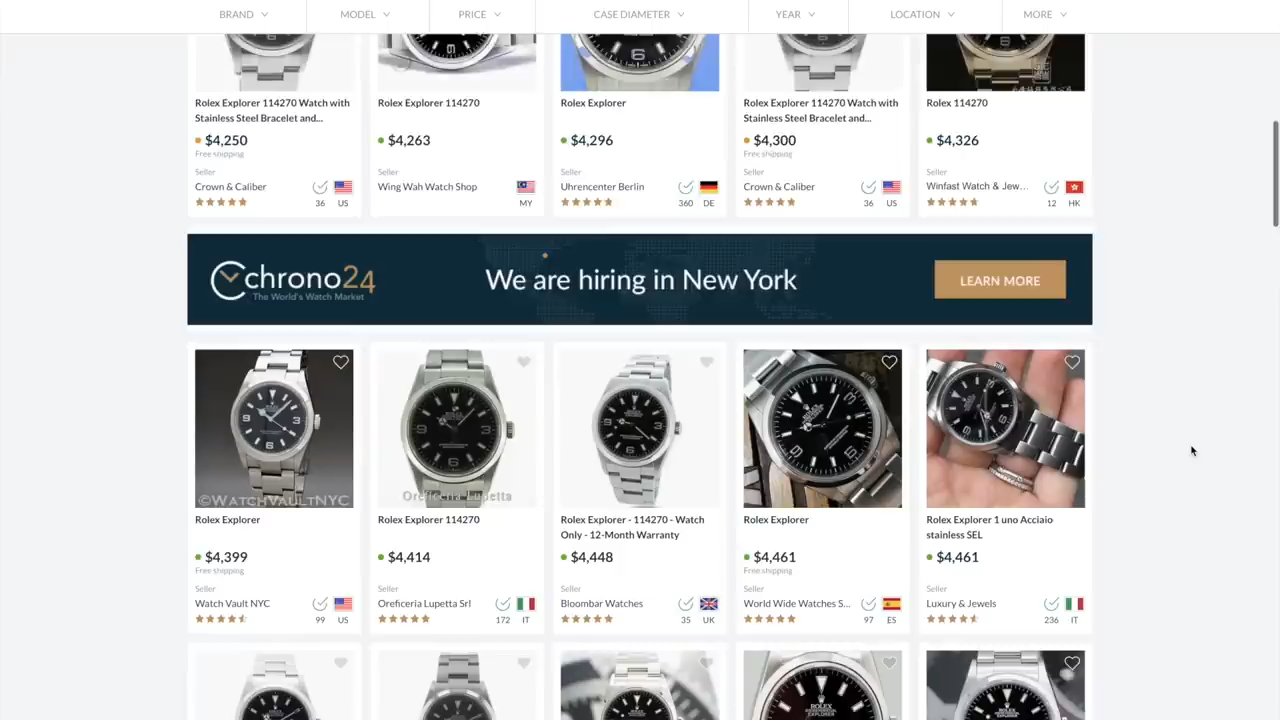 BRAND
MODEL
PRICE
CASE DIAMETER
YEAR
LOCATION
MORE
Rolex Explorer 114270 Watch with
Stainless Steel Bracelet and...
$4,250
Free shipping
Seller
Crown & Caliber
36 US
Rolex Explorer 114270
$4,263
Seller
Wing Wah Watch Shop
MY
Rolex Explorer
$4,296
Seller
Uhrencenter Berlin
360 DE
Rolex Explorer 114270 Watch with
Stainless Steel Bracelet and...
$4,300
Free shipping
Seller
Crown & Caliber
36 US
Rolex 114270
$4,326
Seller
Winfast Watch & Jew...
12 HK
chrono24
The World's Watch Market
We are hiring in New York
LEARN MORE
©WATCHVAULTNYC
Rolex Explorer
$4,399
Free shipping
Seller
Watch Vault NYC
99 US
Oreficeria Lupetta
Rolex Explorer 114270
$4,414
Seller
Oreficeria Lupetta Srl
172 IT
Rolex Explorer - 114270 - Watch
Only - 12-Month Warranty
$4,448
Seller
Bloombar Watches
35 UK
Rolex Explorer
$4,461
Free shipping
Seller
World Wide Watches S...
97 ES
Rolex Explorer 1 uno Acciaio
stainless SEL
$4,461
Seller
Luxury & Jewels
236 IT
ROLEX
EXPLORER